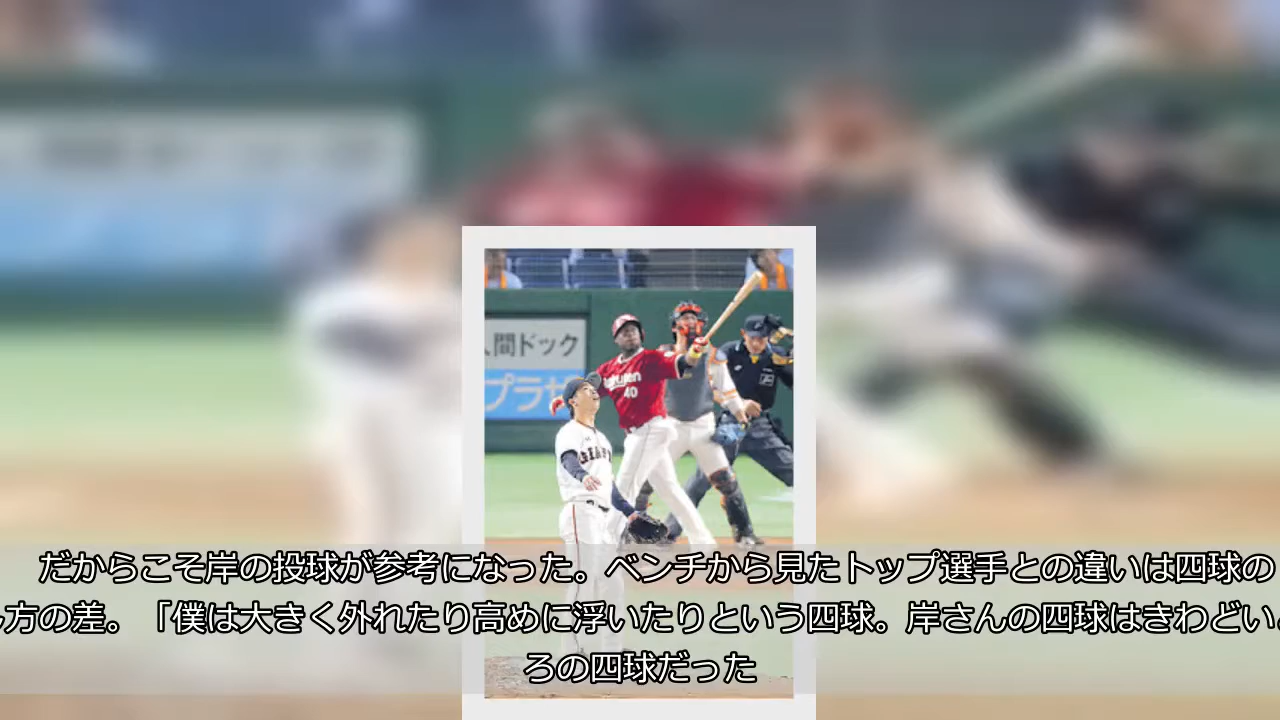 人間ドック
プラザ
Rakuten
40
GIANTS
だからこそ岸の投球が参考になった。ベンチから見たトップ選手との違いは四球の
方の差。「僕は大きく外れたり高めに浮いたりという四球。岸さんの四球はきわどい
ろの四球だった